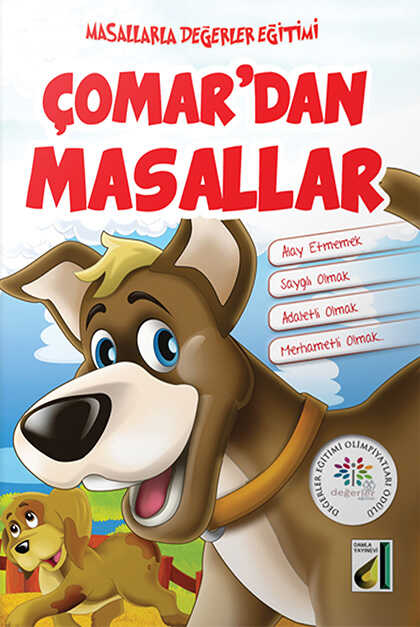 MASALLARLA DEĞERLER EĞİTİMİ
ÇOMAR'DAN
MASALLAR
Alay Etmemek
Saygılı Olmak
Adaletli Olmak
Merhametli Olmak...
DEĞERLER EĞİTİMİ OLİMPİYATLARI ÖDÜLÜ
değerler
DAMLA YAYINEVİ